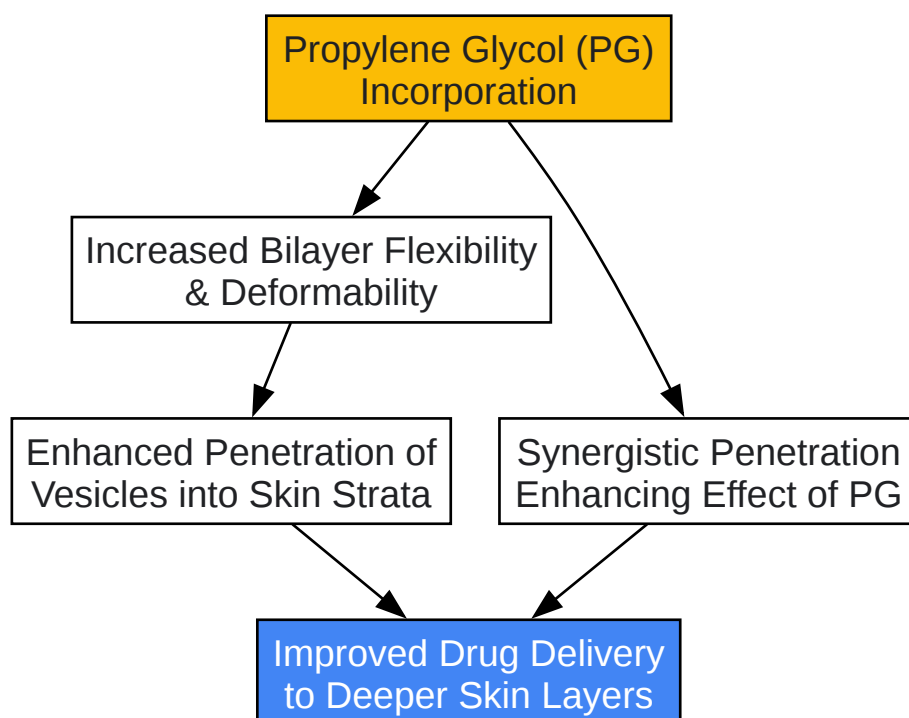 Propylene Glycol (PG)
Incorporation
Increased Bilayer Flexibility
& Deformability
Enhanced Penetration of
Vesicles into Skin Strata
Synergistic Penetration
Enhancing Effect of PG
Improved Drug Delivery
to Deeper Skin Layers